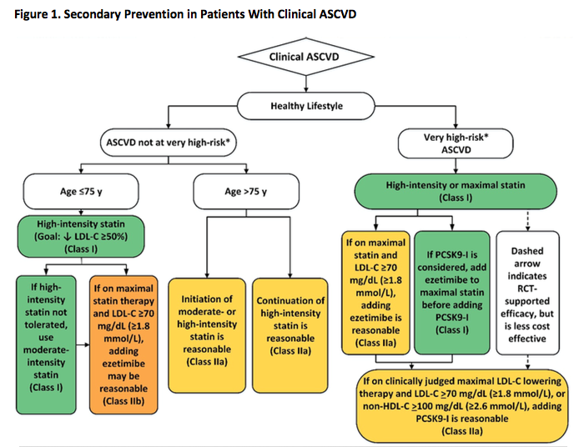 Figure 1. Secondary Prevention in Patients With Clinical ASCVD
Clinical ASCVD
Healthy Lifestyle
ASCVD not at very high-risk*
Very high-risk*
ASCVD
Age ≤75 y
Age >75 y
High-intensity or maximal statin
(Class I)
High-intensity statin
(Goal: ↓ LDL-C ≥50%)
(Class I)
If high-
intensity
statin not
tolerated,
use
moderate-
intensity
statin
(Class I)
If on maximal
statin therapy
and LDL-C ≥70
mg/dL (≥1.8
mmol/L),
adding
ezetimibe
may be
reasonable
(Class IIb)
Initiation of
moderate- or
high-intensity
statin is
reasonable
(Class IIa)
Continuation of
high-intensity
statin is
reasonable
(Class IIa)
If on maximal
statin and
LDL-C ≥70
mg/dL (≥1.8
mmol/L),
adding
ezetimibe is
reasonable
(Class IIa)
If PCSK9-I is
considered, add
ezetimibe to
maximal statin
before adding
PCSK9-I
(Class I)
Dashed
arrow
indicates
RCT-
supported
efficacy, but
is less cost
effective
If on clinically judged maximal LDL-C lowering
therapy and LDL-C ≥70 mg/dL (≥1.8 mmol/L), or
non-HDL-C ≥100 mg/dL (≥2.6 mmol/L), adding
PCSK9-I is reasonable
(Class IIa)